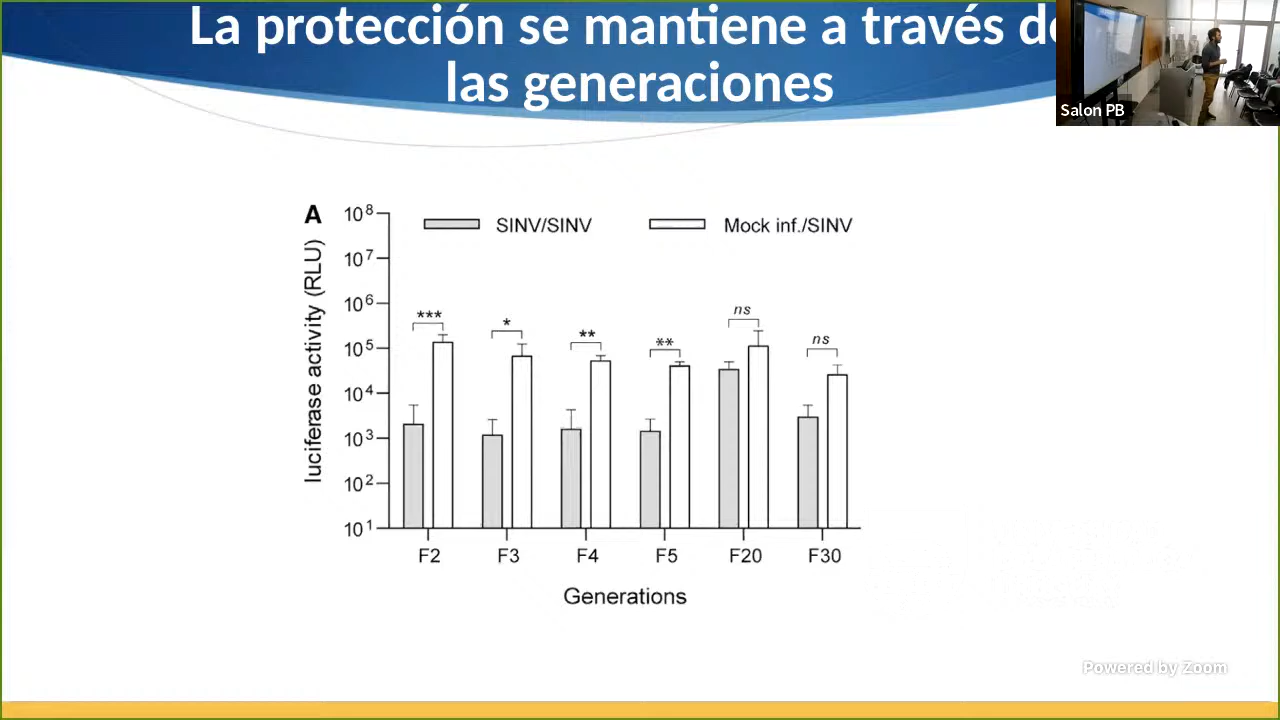 La protección se mantiene a través de
las generaciones
Salon PB
A
SINV/SINV
Mock inf./SINV
luciferase activity (RLU)
10⁸
10⁷
10⁶
10⁵
10⁴
10³
10²
10¹
***
*
**
**
ns
ns
F2 F3 F4 F5 F20 F30
Generations
Powered by Zoom